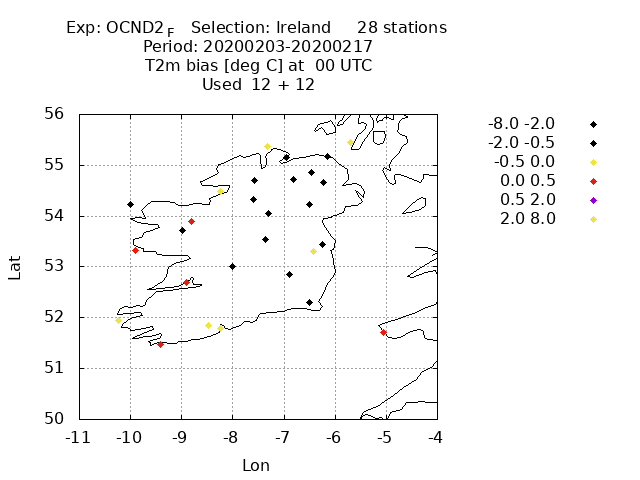 Exp: OCND2F Selection: Ireland 28 stations
Period: 20200203-20200217
T2m bias [deg C] at 00 UTC
Used 12 + 12
56
55
54
53
52
51
50
Lat
-11 -10 -9 -8 -7 -6 -5 -4
Lon
-8.0 -2.0
-2.0 -0.5
-0.5 0.0
0.0 0.5
0.5 2.0
2.0 8.0